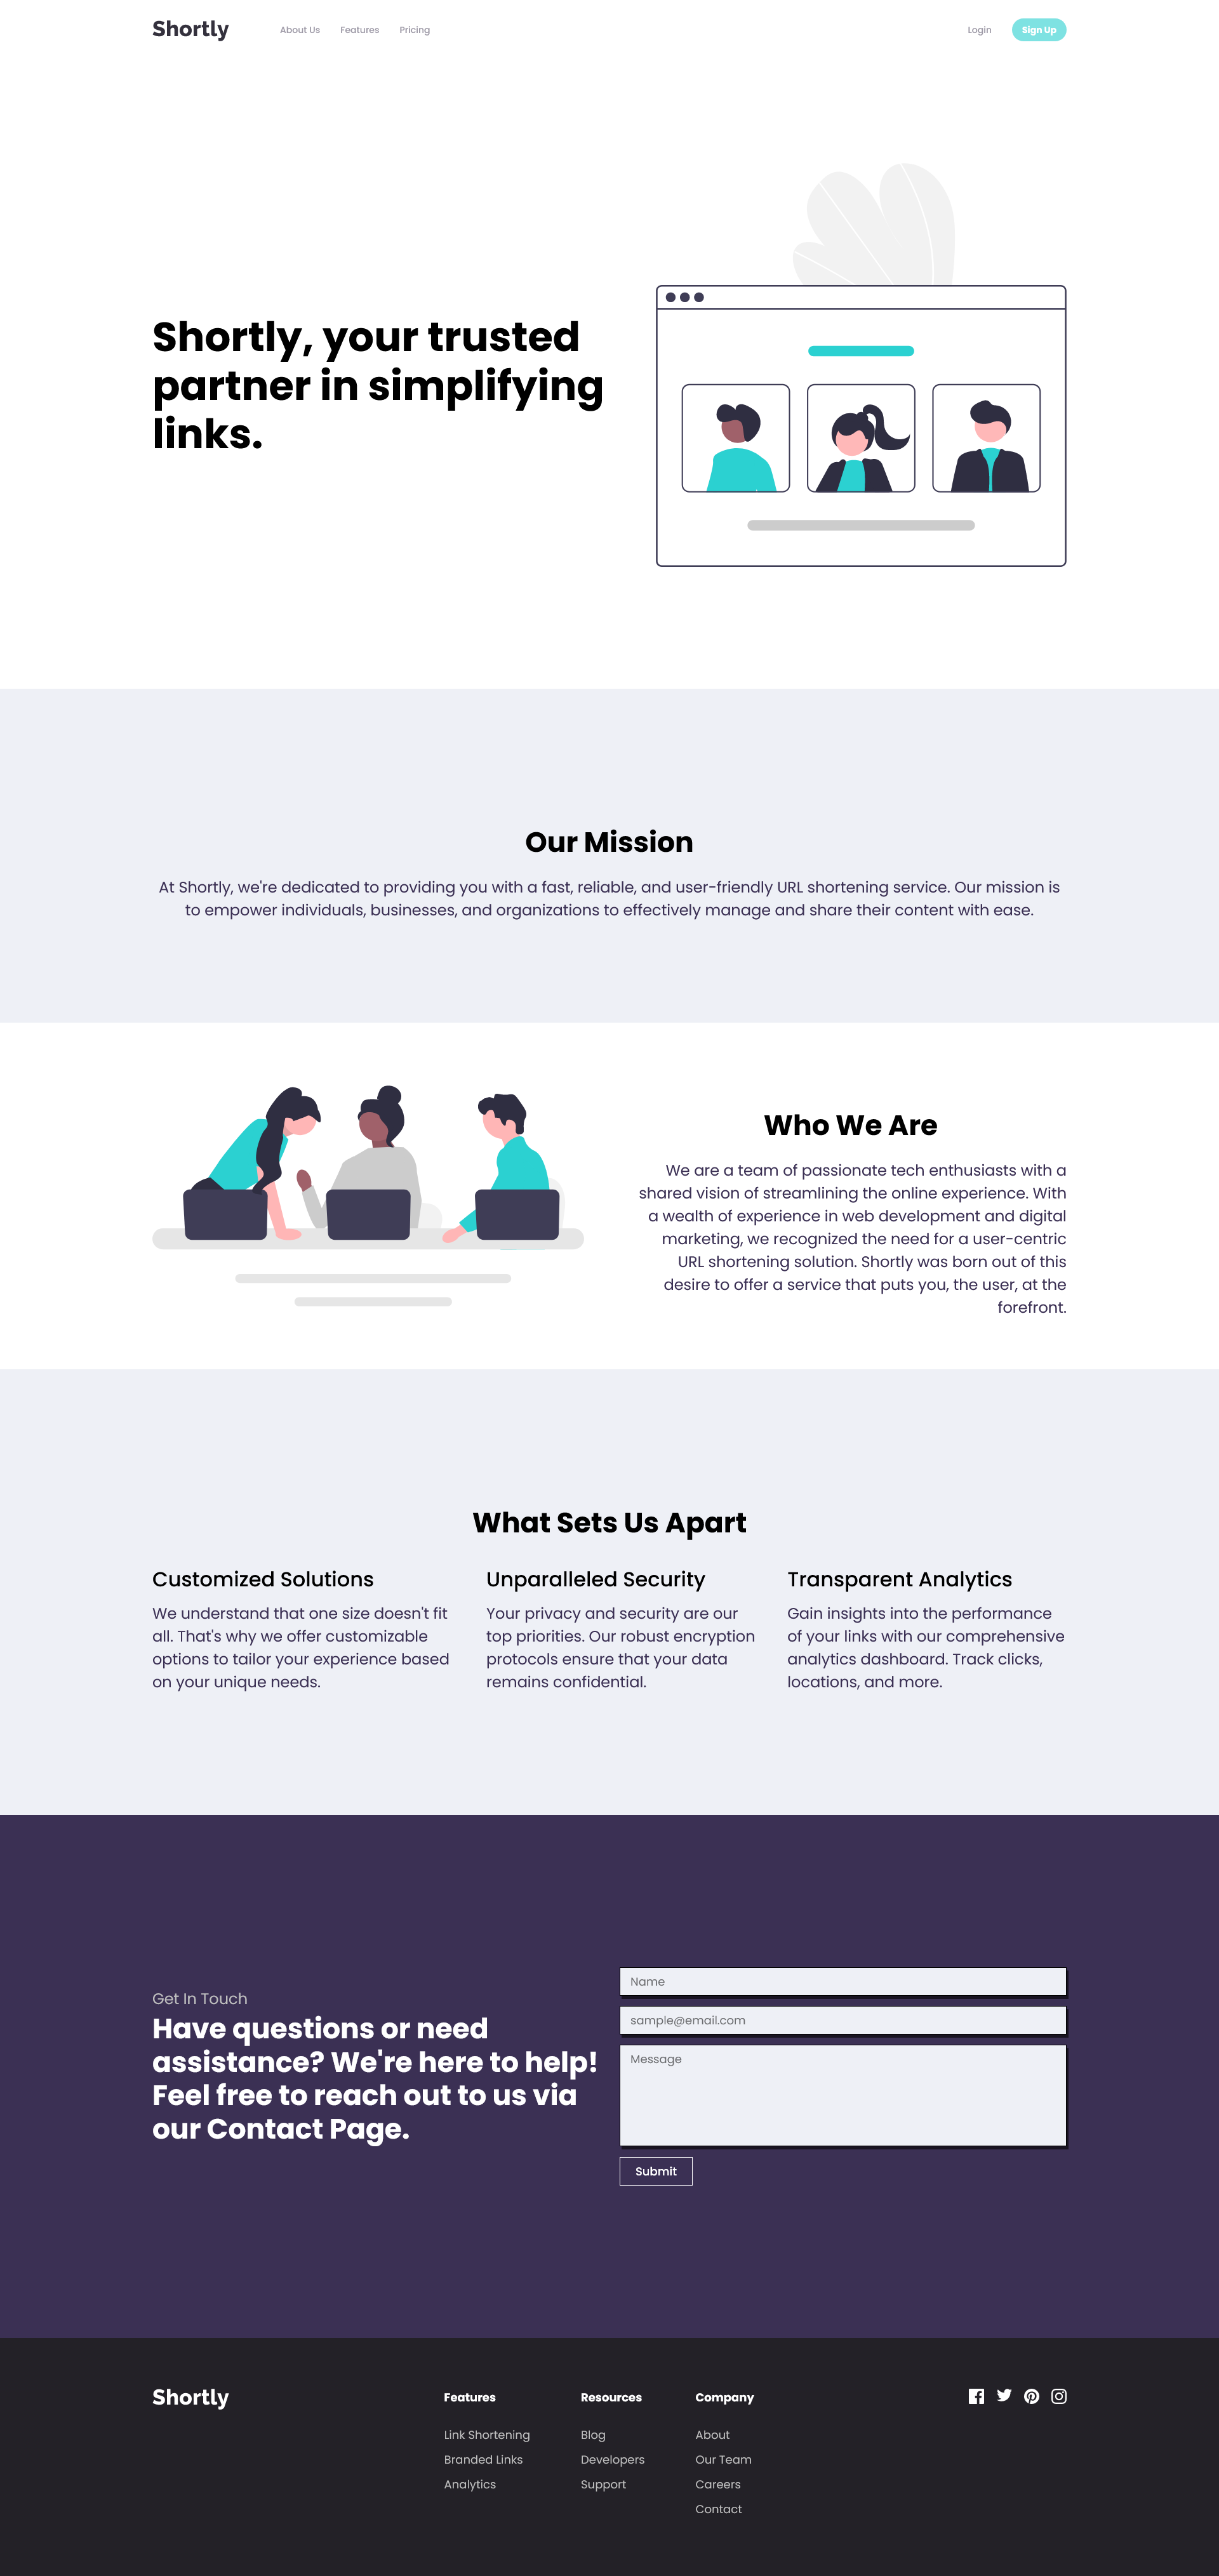 Shortly
About Us
Features
Pricing
Login
Sign Up
Shortly, your trusted
partner in simplifying
links.
Our Mission
At Shortly, we're dedicated to providing you with a fast, reliable, and user-friendly URL shortening service. Our mission is
to empower individuals, businesses, and organizations to effectively manage and share their content with ease.
Who We Are
We are a team of passionate tech enthusiasts with a
shared vision of streamlining the online experience. With
a wealth of experience in web development and digital
marketing, we recognized the need for a user-centric
URL shortening solution. Shortly was born out of this
desire to offer a service that puts you, the user, at the
forefront.
What Sets Us Apart
Customized Solutions
We understand that one size doesn't fit
all. That's why we offer customizable
options to tailor your experience based
on your unique needs.
Unparalleled Security
Your privacy and security are our
top priorities. Our robust encryption
protocols ensure that your data
remains confidential.
Transparent Analytics
Gain insights into the performance
of your links with our comprehensive
analytics dashboard. Track clicks,
locations, and more.
Get In Touch
Have questions or need
assistance? We're here to help!
Feel free to reach out to us via
our Contact Page.
Name
sample@email.com
Message
Submit
Shortly
Features
Link Shortening
Branded Links
Analytics
Resources
Blog
Developers
Support
Company
About
Our Team
Careers
Contact